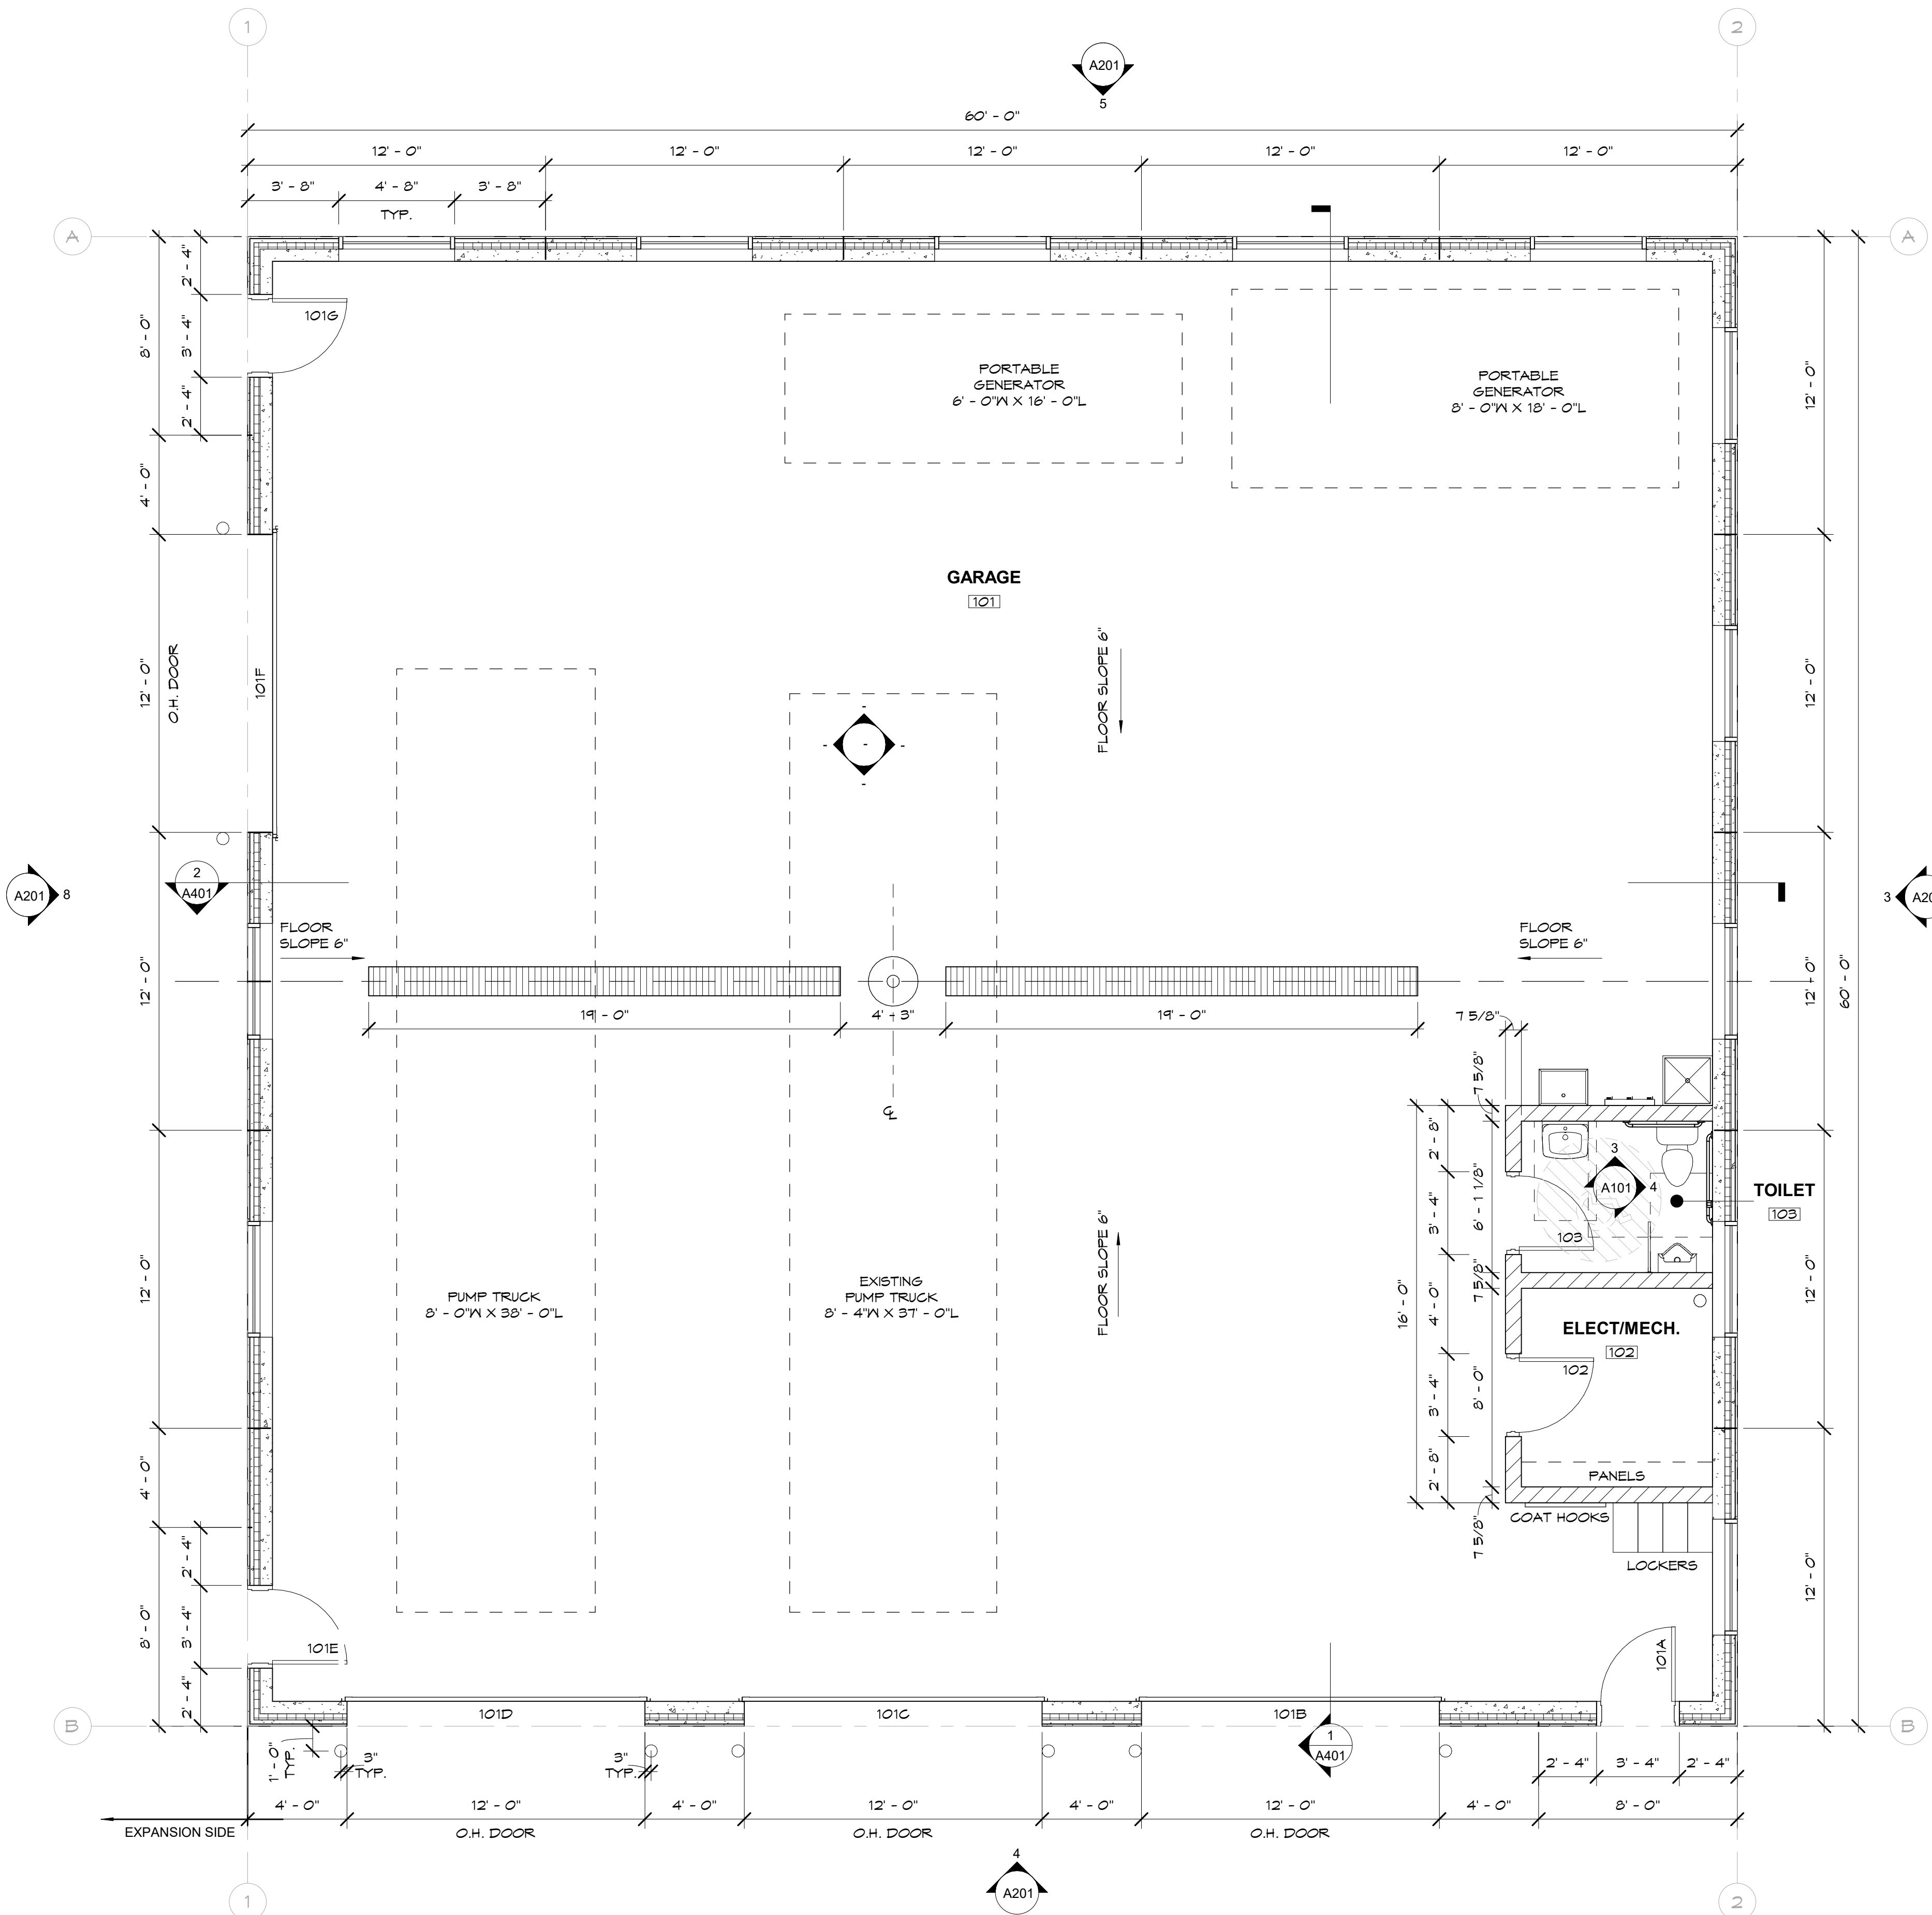 1
2
A201
5
60' - 0"
12' - 0"
12' - 0"
12' - 0"
12' - 0"
12' - 0"
3' - 8"
4' - 8"
3' - 8"
TYP.
A
A
2' - 4"
8' - 0"
3' - 4"
2' - 4"
4' - 0"
12' - 0"
O.H. DOOR
101G
101F
PORTABLE
GENERATOR
6' - 0"W X 16' - 0"L
PORTABLE
GENERATOR
8' - 0"W X 18' - 0"L
12' - 0"
GARAGE
101
FLOOR SLOPE 6"
12' - 0"
-
- - -
-
A201 8
2
A401
3
FLOOR
SLOPE 6"
FLOOR
SLOPE 6"
12' - 0"
12' - 0"
60' - 0"
19' - 0"
4' - 3"
19' - 0"
7 5/8"
7 5/8"
2' - 8"
3' - 4"
6' - 1 1/8"
7 5/8"
16' - 0"
4' - 0"
3' - 4"
8' - 0"
2' - 8"
7 5/8"
3
A101 4
103
TOILET
103
ELECT/MECH.
102
102
PANELS
COAT HOOKS
LOCKERS
12' - 0"
12' - 0"
12' - 0"
PUMP TRUCK
8' - 0"W X 38' - 0"L
EXISTING
PUMP TRUCK
8' - 4"W X 37' - 0"L
FLOOR SLOPE 6"
4' - 0"
2' - 4"
8' - 0"
3' - 4"
2' - 4"
101E
101A
B
101D
101C
101B
B
1' - 0"
TYP.
3"
TYP.
3"
TYP.
1
A401
2' - 4"
3' - 4"
2' - 4"
4' - 0"
12' - 0"
4' - 0"
12' - 0"
4' - 0"
12' - 0"
4' - 0"
8' - 0"
EXPANSION SIDE
O.H. DOOR
O.H. DOOR
O.H. DOOR
4
A201
1
2